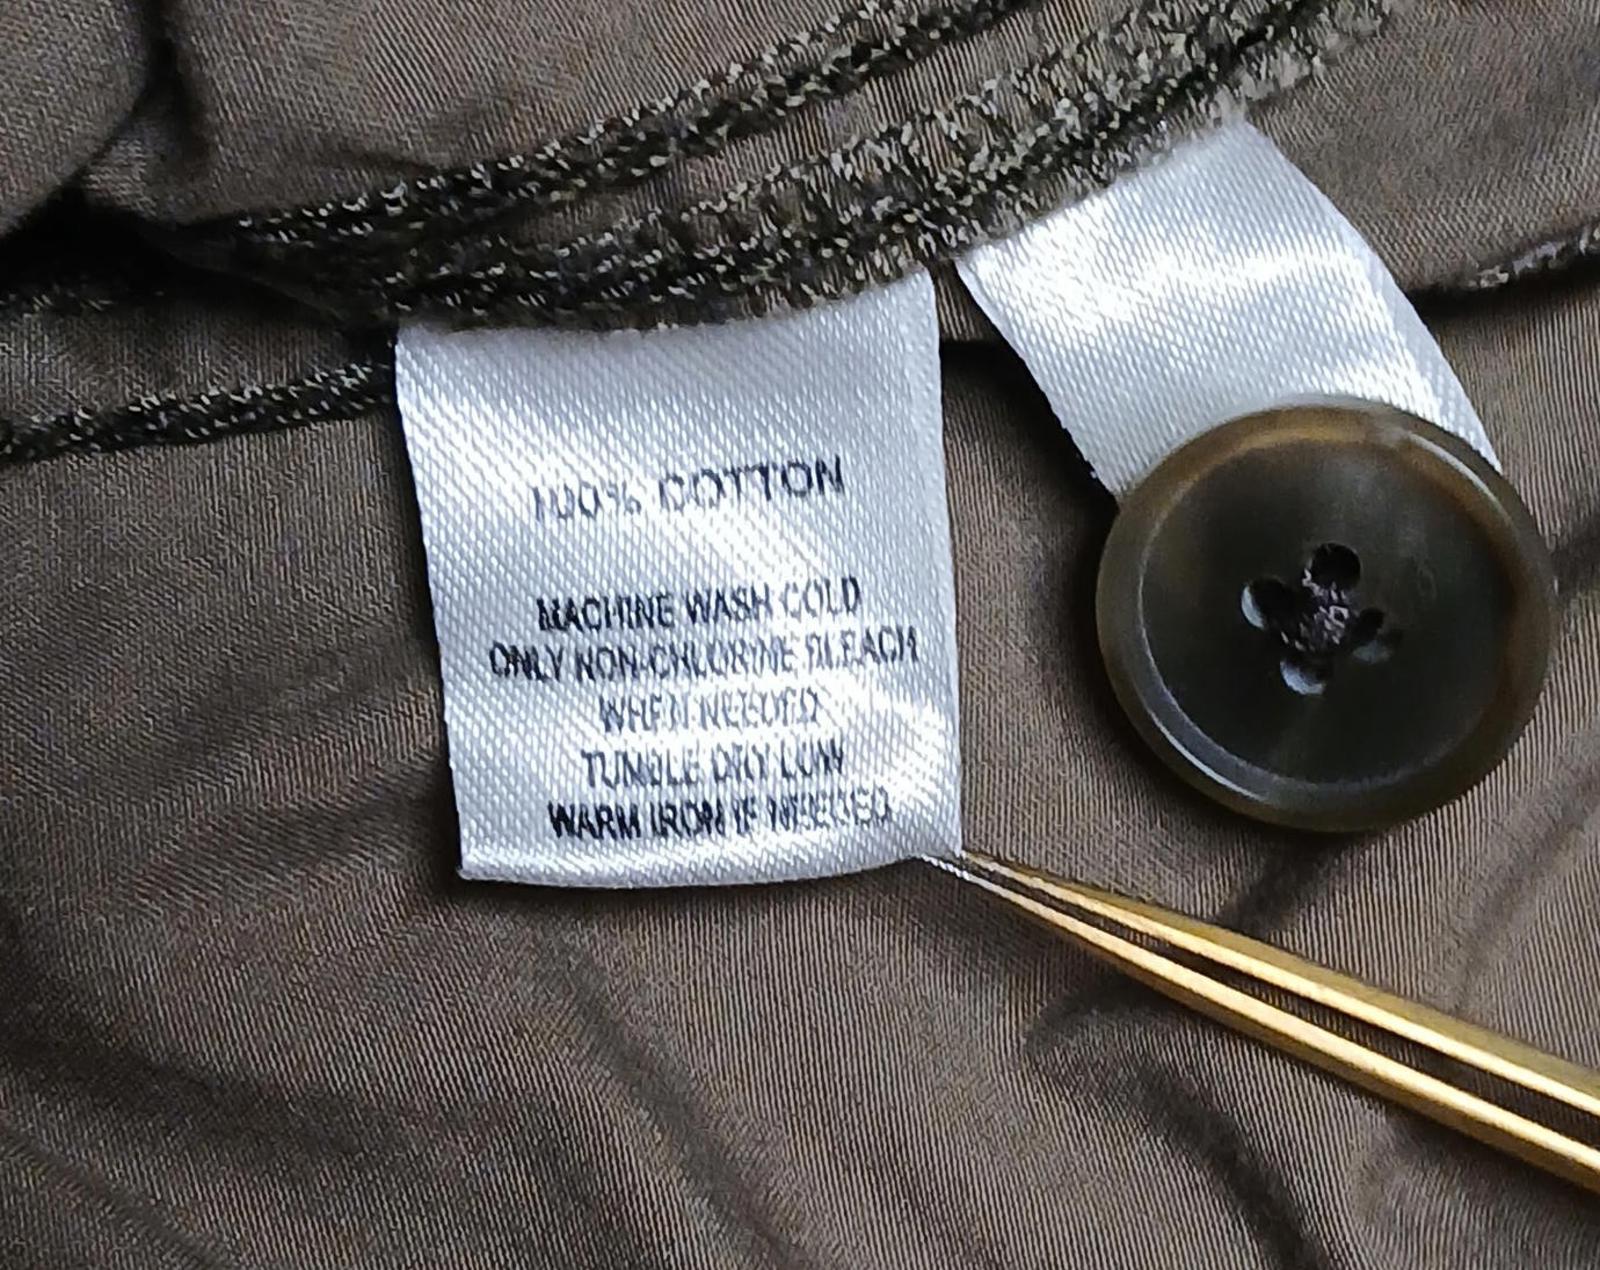 100% COTTON
MACHINE WASH COLD
ONLY NON-CHLORINE BLEACH
WHEN NEEDED
TUMBLE DRY LOW
WARM IRON IF NEEDED